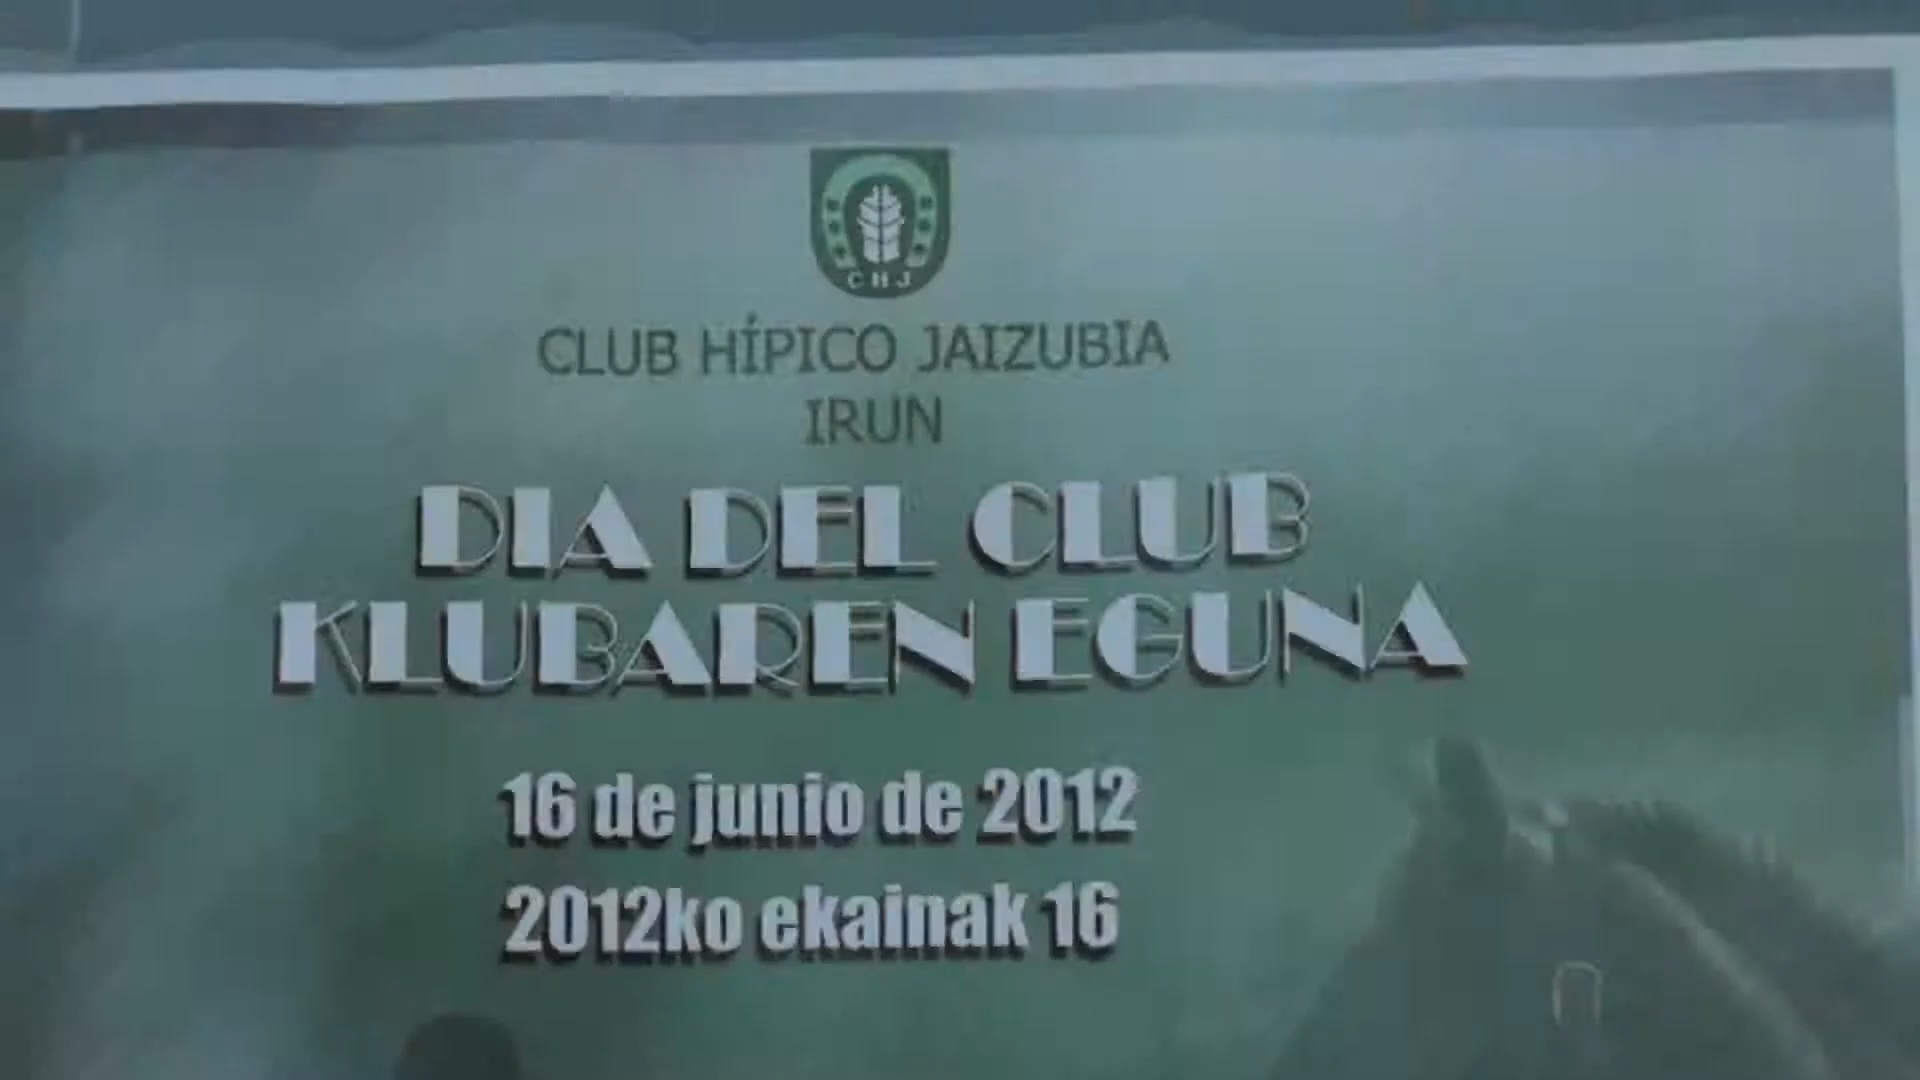 CHJ
CLUB HÍPICO JAIZUBIA
IRUN
DIA DEL CLUB
KLUBAREN EGUNA
16 de junio de 2012
2012ko ekainak 16